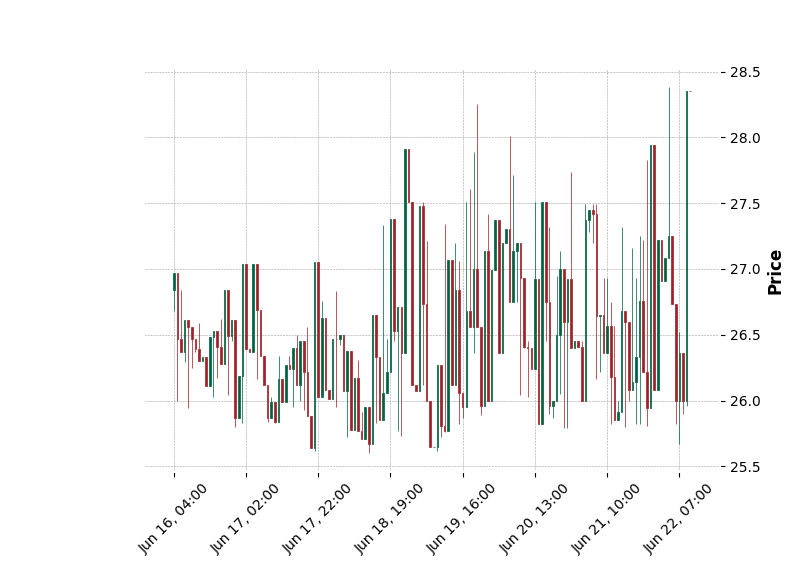 28.5
28.0
27.5
27.0
26.5
26.0
25.5
Price
Jun 16, 04:00
Jun 17, 02:00
Jun 17, 22:00
Jun 18, 19:00
Jun 19, 16:00
Jun 20, 13:00
Jun 21, 10:00
Jun 22, 07:00